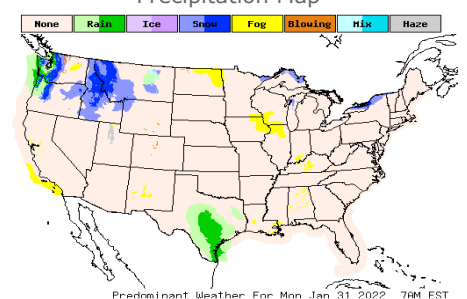 Precipitation Map
None Rain Ice Snow Fog Blowing Mix Haze
Predominant Weather For Mon Jan 31 2022 7AM EST